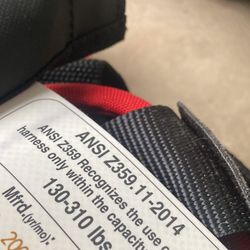 ANSI Z359.11-2014
ANSI Z359 Recognizes the use of
harness only within the capacity
130-310 lbs
Mfrd.(yr/mo):
20